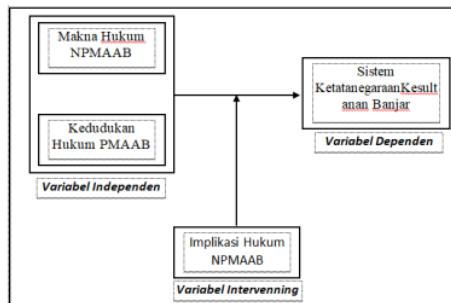 Makna Hukum
NPMAAB
Kedudukan
Hukum PMAAB
Variabel Independen
Sistem
KetatanegaraanKesult
anan Banjar
Variabel Dependen
Implikasi Hukum
NPMAAB
Variabel Intervenning